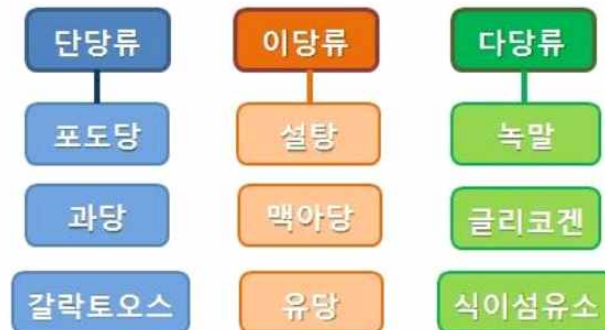 단당류 이당류 다당류
포도당 설탕 녹말
과당 맥아당 글리코겐
갈락토오스 유당 식이섬유소